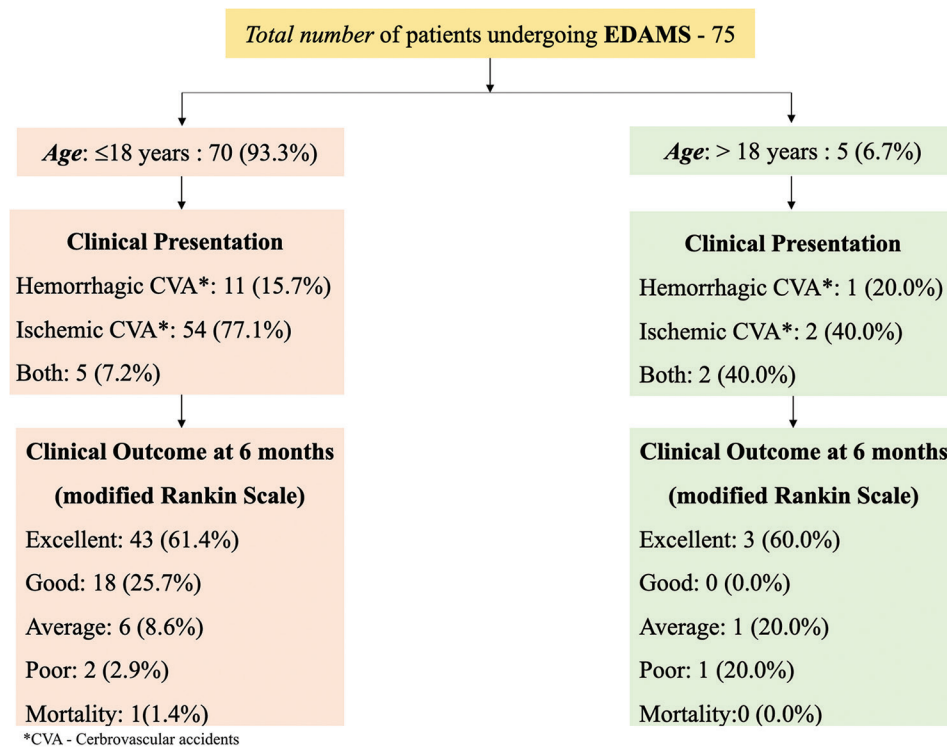 Total number of patients undergoing EDAMS - 75
Age: ≤18 years : 70 (93.3%)
Clinical Presentation
Hemorrhagic CVA*: 11 (15.7%)
Ischemic CVA*: 54 (77.1%)
Both: 5 (7.2%)
Clinical Outcome at 6 months
(modified Rankin Scale)
Excellent: 43 (61.4%)
Good: 18 (25.7%)
Average: 6 (8.6%)
Poor: 2 (2.9%)
Mortality: 1(1.4%)
Age: > 18 years : 5 (6.7%)
Clinical Presentation
Hemorrhagic CVA*: 1 (20.0%)
Ischemic CVA*: 2 (40.0%)
Both: 2 (40.0%)
Clinical Outcome at 6 months
(modified Rankin Scale)
Excellent: 3 (60.0%)
Good: 0 (0.0%)
Average: 1 (20.0%)
Poor: 1 (20.0%)
Mortality:0 (0.0%)
*CVA - Cerbrovascular accidents